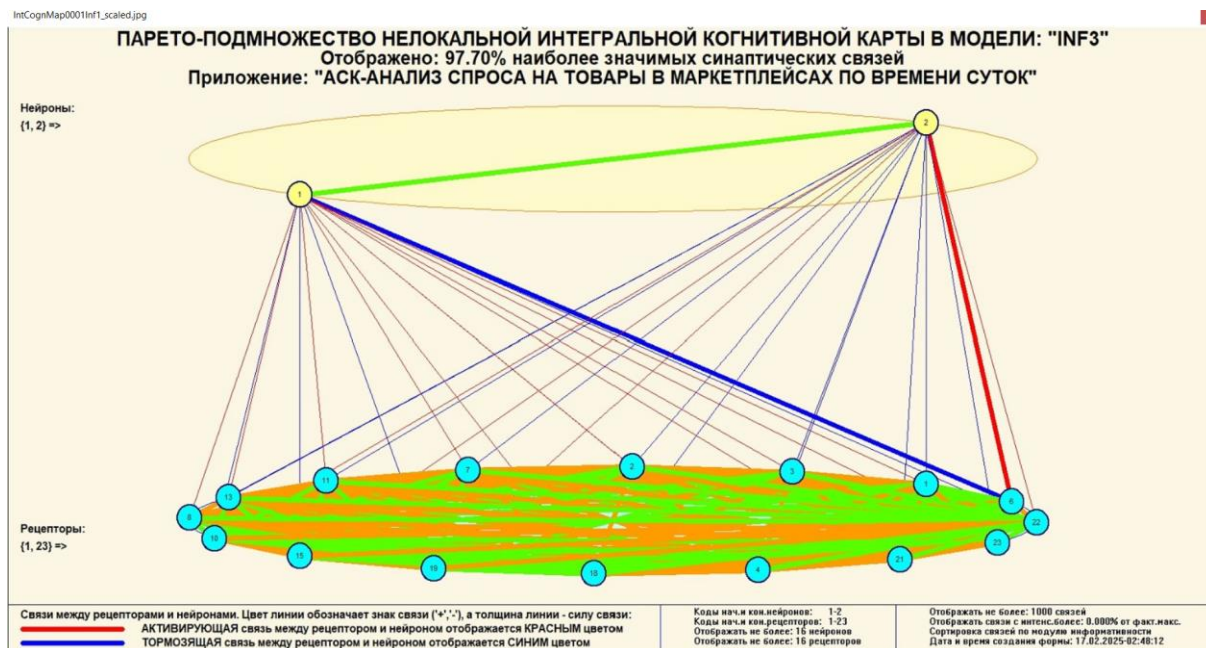 IntCognMap0001Inf1_scaled.jpg
ПАРЕТО-ПОДМНОЖЕСТВО НЕЛОКАЛЬНОЙ ИНТЕГРАЛЬНОЙ КОГНИТИВНОЙ КАРТЫ В МОДЕЛИ: "INF3"
Отображено: 97.70% наиболее значимых синаптических связей
Приложение: "АСК-АНАЛИЗ СПРОСА НА ТОВАРЫ В МАРКЕТПЛЕЙСАХ ПО ВРЕМЕНИ СУТОК"
Нейроны:
{1, 2} =>
2
1
7
2
3
11
1
13
6
8
22
Рецепторы:
{1, 23} =>
10
23
15
21
19
18
4
Связи между рецепторами и нейронами. Цвет линии обозначает знак связи ('+','-'), а толщина линии - силу связи:
АКТИВИРУЮЩАЯ связь между рецептором и нейроном отображается КРАСНЫМ цветом
ТОРМОЗЯЩАЯ связь между рецептором и нейроном отображается СИНИМ цветом
Коды нач.и кон.нейронов: 1-2
Коды нач.и кон.рецепторов: 1-23
Отображать не более: 16 нейронов
Отображать не более: 16 рецепторов
Отображать не более: 1000 связей
Отображать связи с интенс.более: 0.000% от факт.макс.
Сортировка связей по модулю информативности
Дата и время создания формы: 17.02.2025-02:48:12